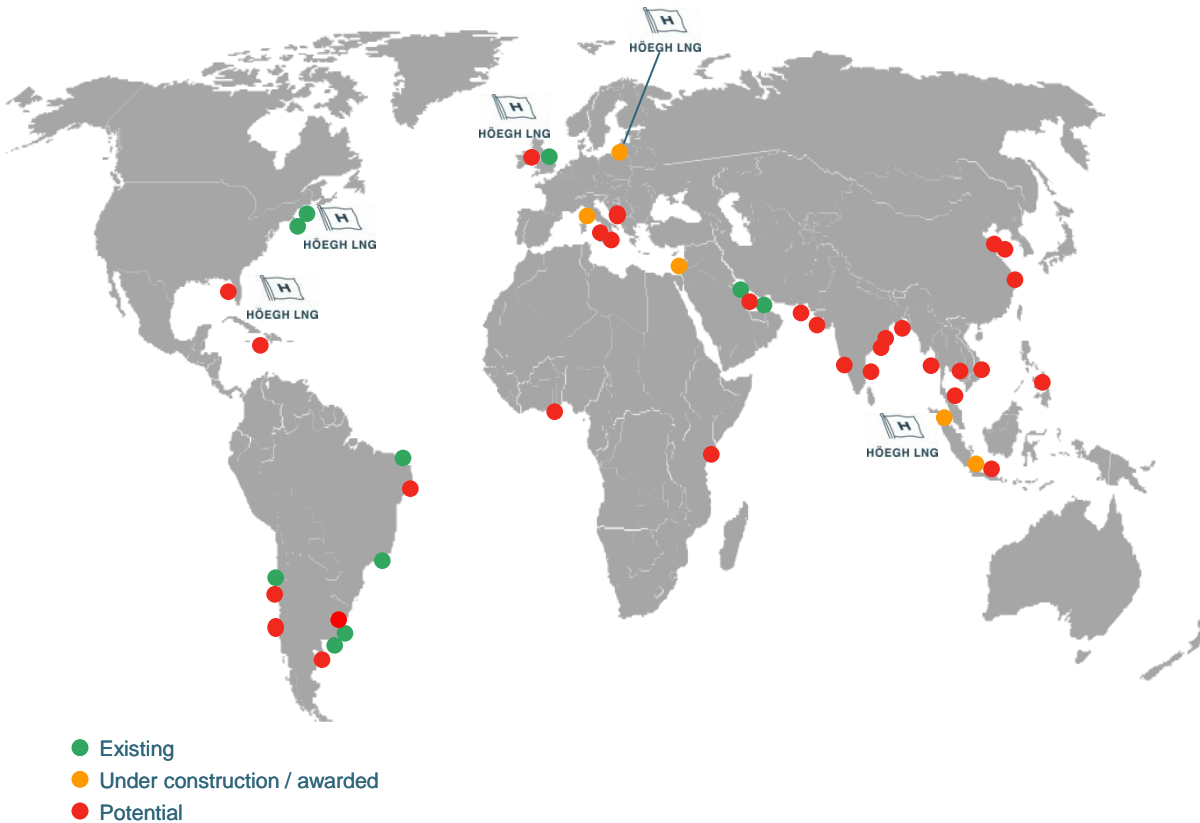 H
HÖEGH LNG
H
HÖEGH LNG
H
HÖEGH LNG
H
HÖEGH LNG
H
HÖEGH LNG
Existing
Under construction / awarded
Potential